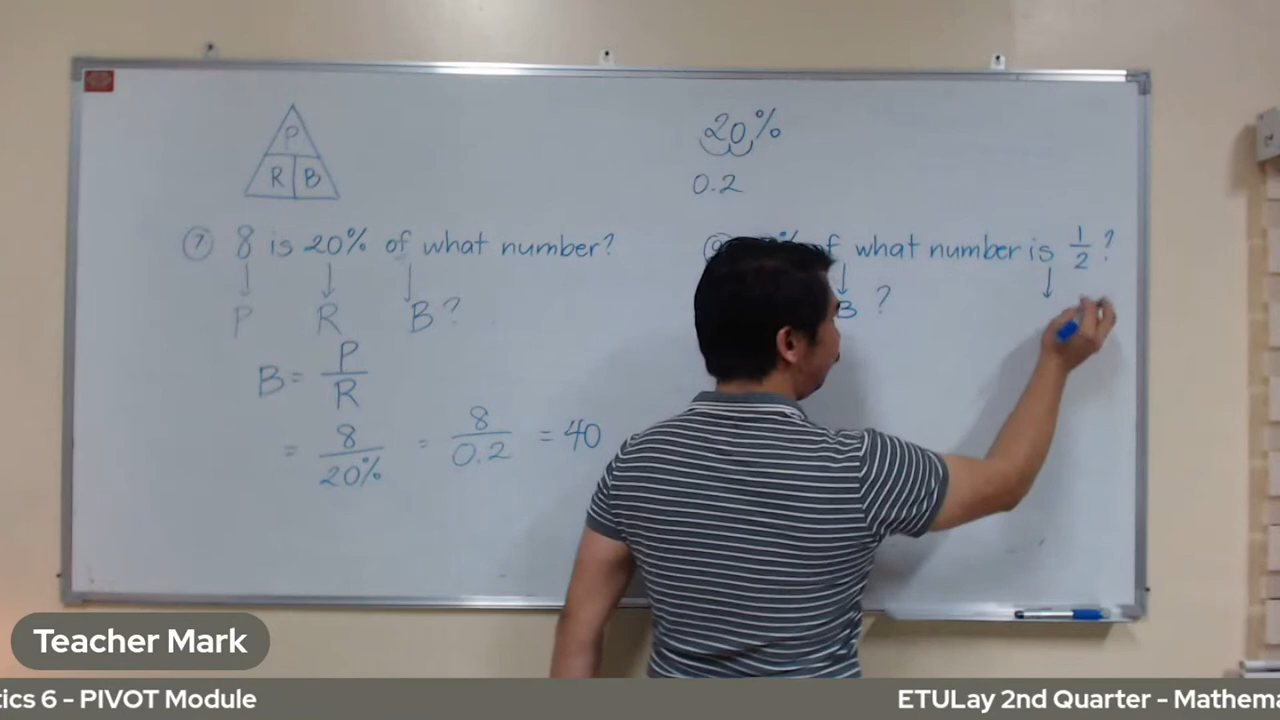 P
R B
⑦ 8 is 20% of what number?
P R B?
B = P/R
= 8/20% = 8/0.2 = 40
20%
0.2
% of what number is 1/2?
B ?
Teacher Mark
tics 6 - PIVOT Module
ETULay 2nd Quarter - Mathema